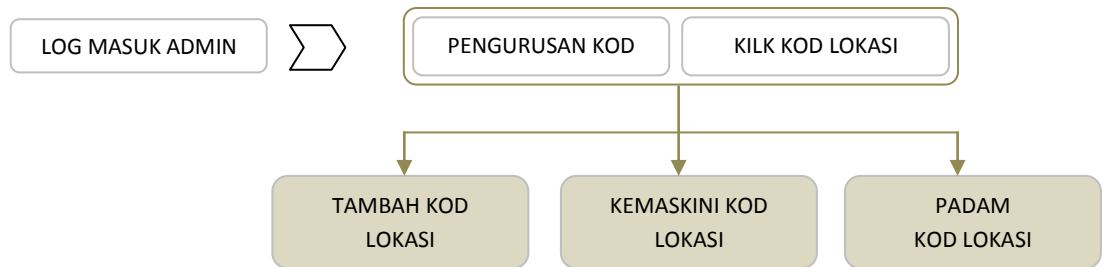 LOG MASUK ADMIN
PENGURUSAN KOD
KILK KOD LOKASI
TAMBAH KOD
LOKASI
KEMASKINI KOD
LOKASI
PADAM
KOD LOKASI